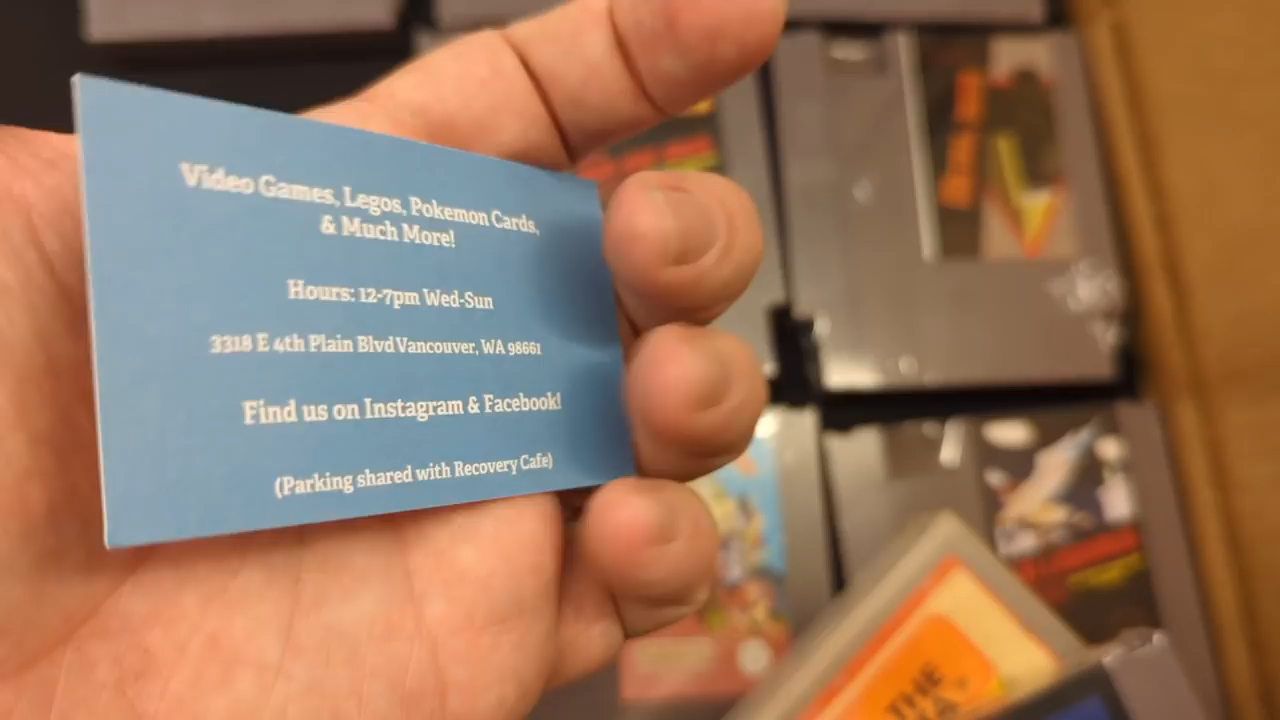 Video Games, Legos, Pokemon Cards,
& Much More!
Hours: 12-7pm Wed-Sun
3318 E 4th Plain Blvd Vancouver, WA 98661
Find us on Instagram & Facebook!
(Parking shared with Recovery Cafe)
THE